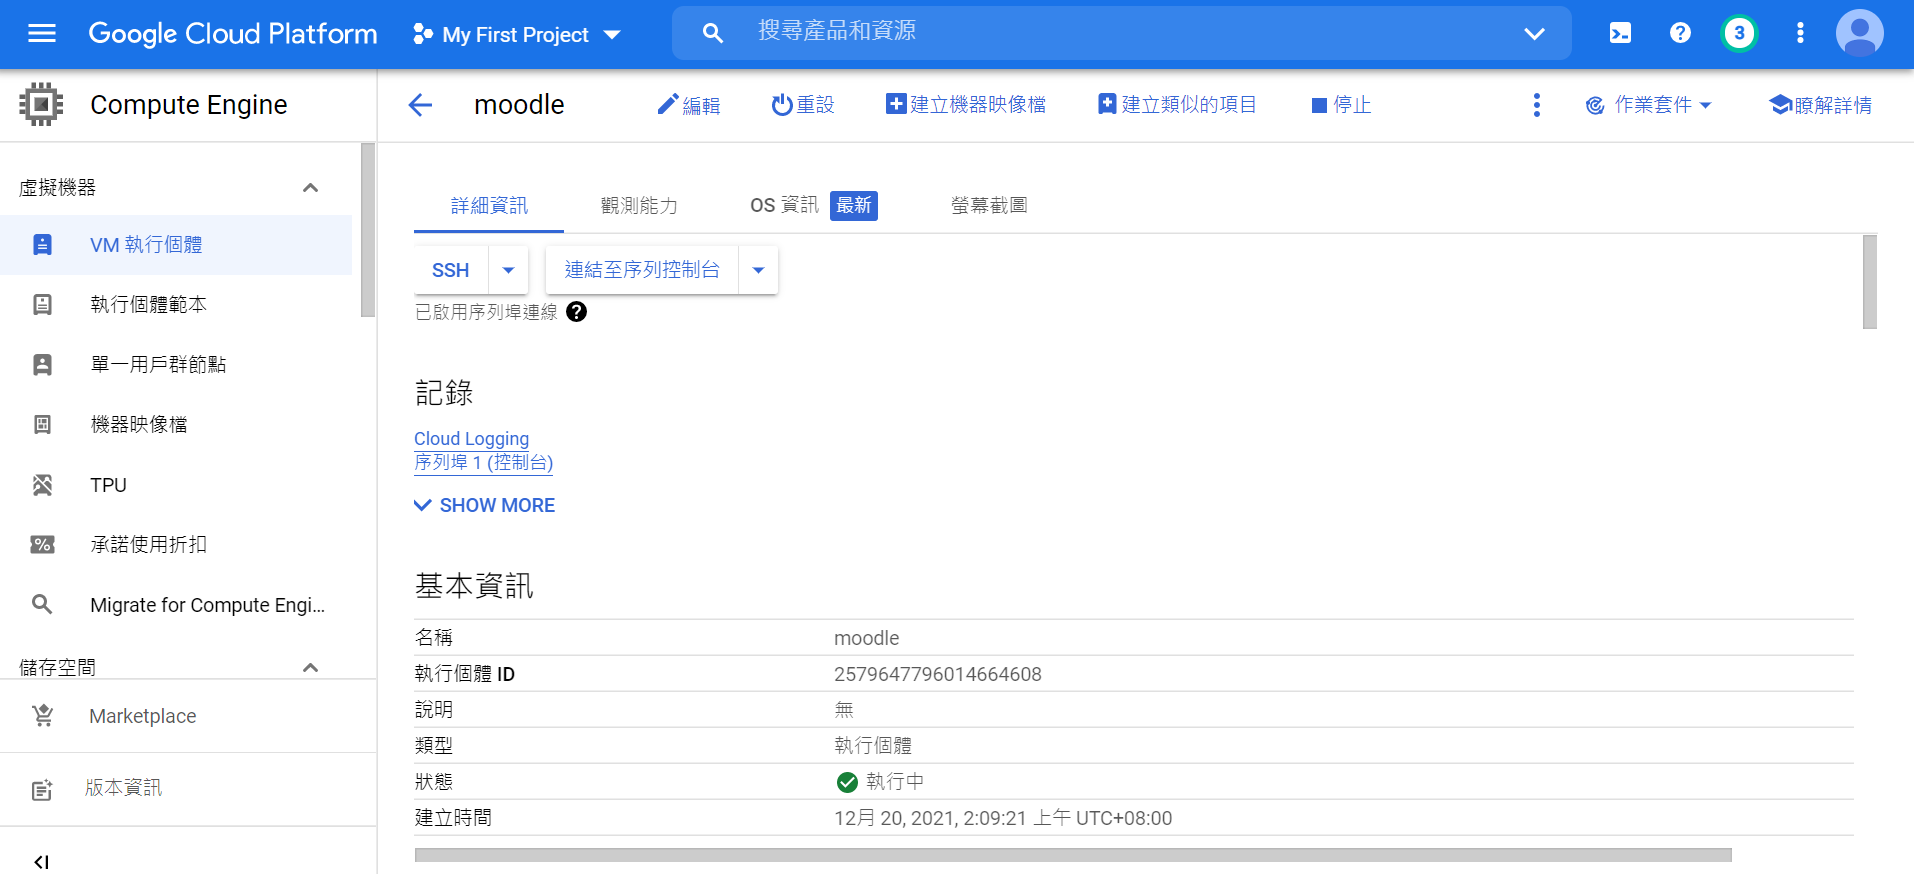 Google Cloud Platform
My First Project
搜尋產品和資源
3
Compute Engine
moodle
編輯
重設
建立機器映像檔
建立類似的項目
停止
作業套件
瞭解詳情
虛擬機器
VM 執行個體
執行個體範本
單一用戶群節點
機器映像檔
TPU
承諾使用折扣
Migrate for Compute Engi...
儲存空間
Marketplace
版本資訊
詳細資訊
觀測能力
OS 資訊 最新
螢幕截圖
SSH
連結至序列控制台
已啟用序列埠連線
記錄
Cloud Logging
序列埠 1 (控制台)
SHOW MORE
基本資訊
名稱 moodle
執行個體 ID 2579647796014664608
說明 無
類型 執行個體
狀態 執行中
建立時間 12月 20, 2021, 2:09:21 上午 UTC+08:00